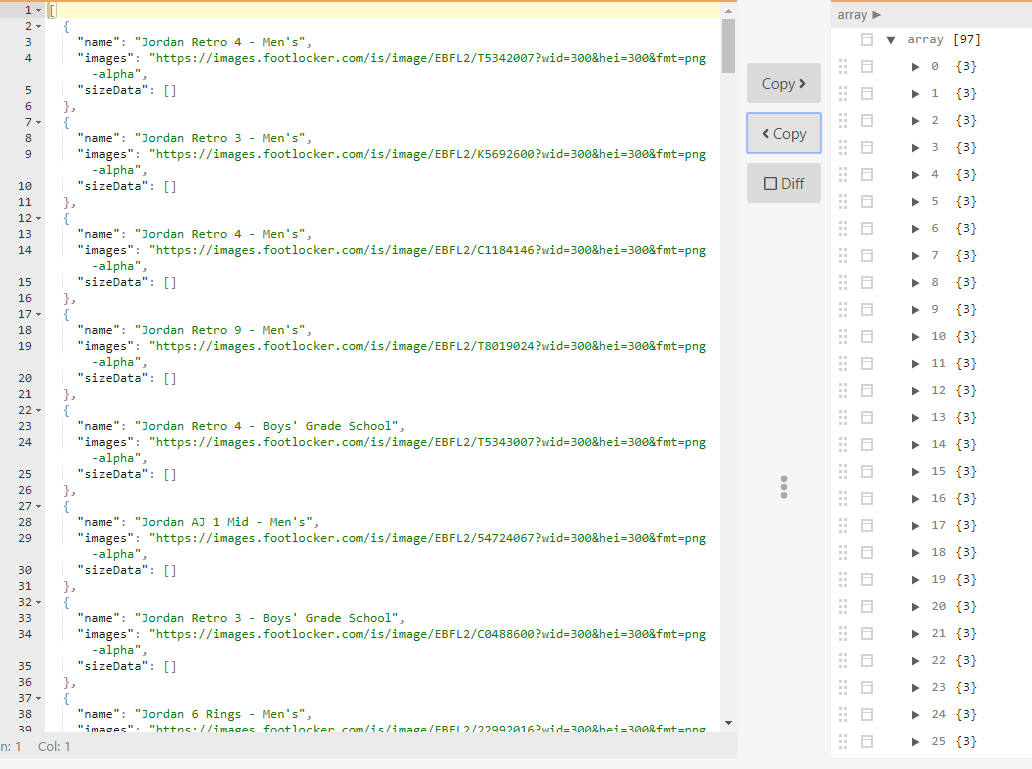 1 [
2 {
3 "name": "Jordan Retro 4 - Men's",
4 "images": "https://images.footlocker.com/is/image/EBFL2/T5342007?wid=300&hei=300&fmt=png
-alpha",
5 "sizeData": []
6 },
7 {
8 "name": "Jordan Retro 3 - Men's",
9 "images": "https://images.footlocker.com/is/image/EBFL2/K5692600?wid=300&hei=300&fmt=png
-alpha",
10 "sizeData": []
11 },
12 {
13 "name": "Jordan Retro 4 - Men's",
14 "images": "https://images.footlocker.com/is/image/EBFL2/C1184146?wid=300&hei=300&fmt=png
-alpha",
15 "sizeData": []
16 },
17 {
18 "name": "Jordan Retro 9 - Men's",
19 "images": "https://images.footlocker.com/is/image/EBFL2/T8019024?wid=300&hei=300&fmt=png
-alpha",
20 "sizeData": []
21 },
22 {
23 "name": "Jordan Retro 4 - Boys' Grade School",
24 "images": "https://images.footlocker.com/is/image/EBFL2/T5343007?wid=300&hei=300&fmt=png
-alpha",
25 "sizeData": []
26 },
27 {
28 "name": "Jordan AJ 1 Mid - Men's",
29 "images": "https://images.footlocker.com/is/image/EBFL2/54724067?wid=300&hei=300&fmt=png
-alpha",
30 "sizeData": []
31 },
32 {
33 "name": "Jordan Retro 3 - Boys' Grade School",
34 "images": "https://images.footlocker.com/is/image/EBFL2/C0488600?wid=300&hei=300&fmt=png
-alpha",
35 "sizeData": []
36 },
37 {
38 "name": "Jordan 6 Rings - Men's",
39 "images": "https://images.footlocker.com/is/image/EBFL2/22992016?wid=300&hei=300&fmt=png
n: 1 Col: 1
Copy >
< Copy
Diff
array ►
▼ array [97]
► 0 {3}
► 1 {3}
► 2 {3}
► 3 {3}
► 4 {3}
► 5 {3}
► 6 {3}
► 7 {3}
► 8 {3}
► 9 {3}
► 10 {3}
► 11 {3}
► 12 {3}
► 13 {3}
► 14 {3}
► 15 {3}
► 16 {3}
► 17 {3}
► 18 {3}
► 19 {3}
► 20 {3}
► 21 {3}
► 22 {3}
► 23 {3}
► 24 {3}
► 25 {3}